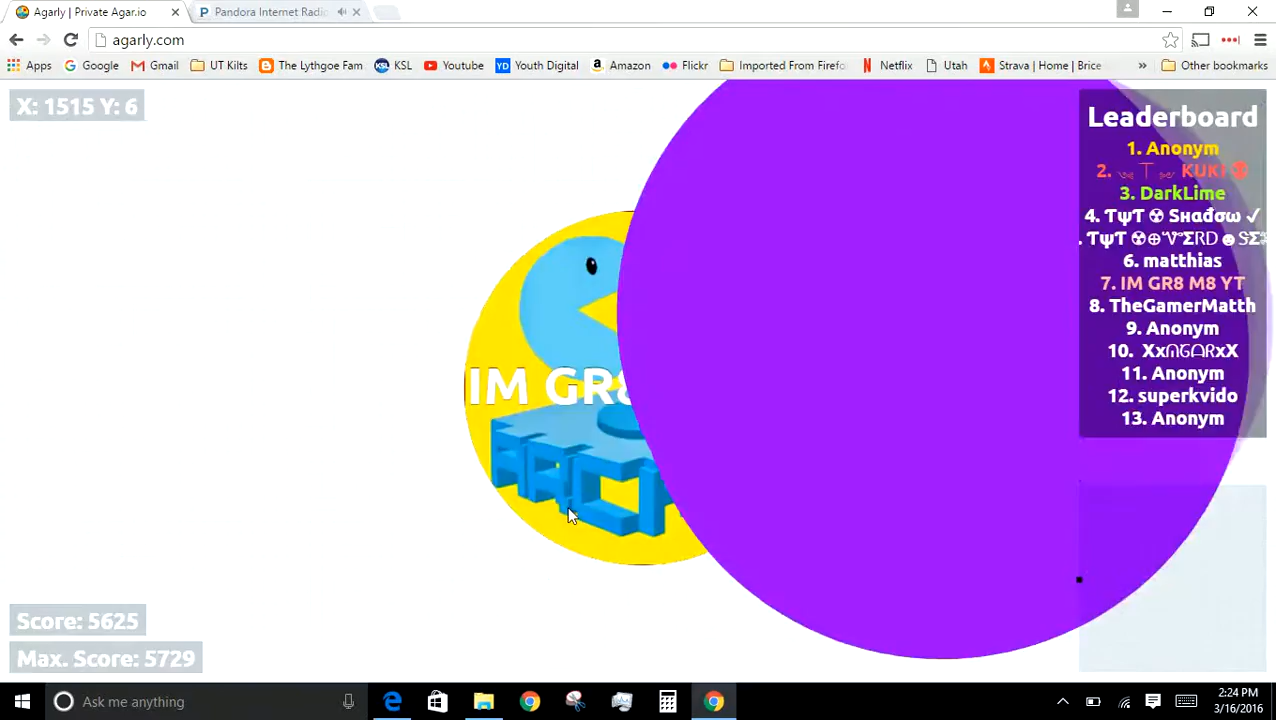 Agarly | Private Agar.io
Pandora Internet Radio
agarly.com
Apps Google Gmail UT Kilts The Lythgoe Fam KSL Youtube Youth Digital Amazon Flickr Imported From Firefo Netflix Utah Strava | Home | Brice » Other bookmarks
X: 1515 Y: 6
Leaderboard
1. Anonym
2. KUKI
3. DarkLime
4. ƬψƬ ☢ Sнαđσω ✓
ƬψƬ
6. matthias
7. IM GR8 M8 YT
8. TheGamerMatth
9. Anonym
10.
11. Anonym
12. superkvido
13. Anonym
IM GR8
Score: 5625
Max. Score: 5729
Ask me anything
2:24 PM
3/16/2016